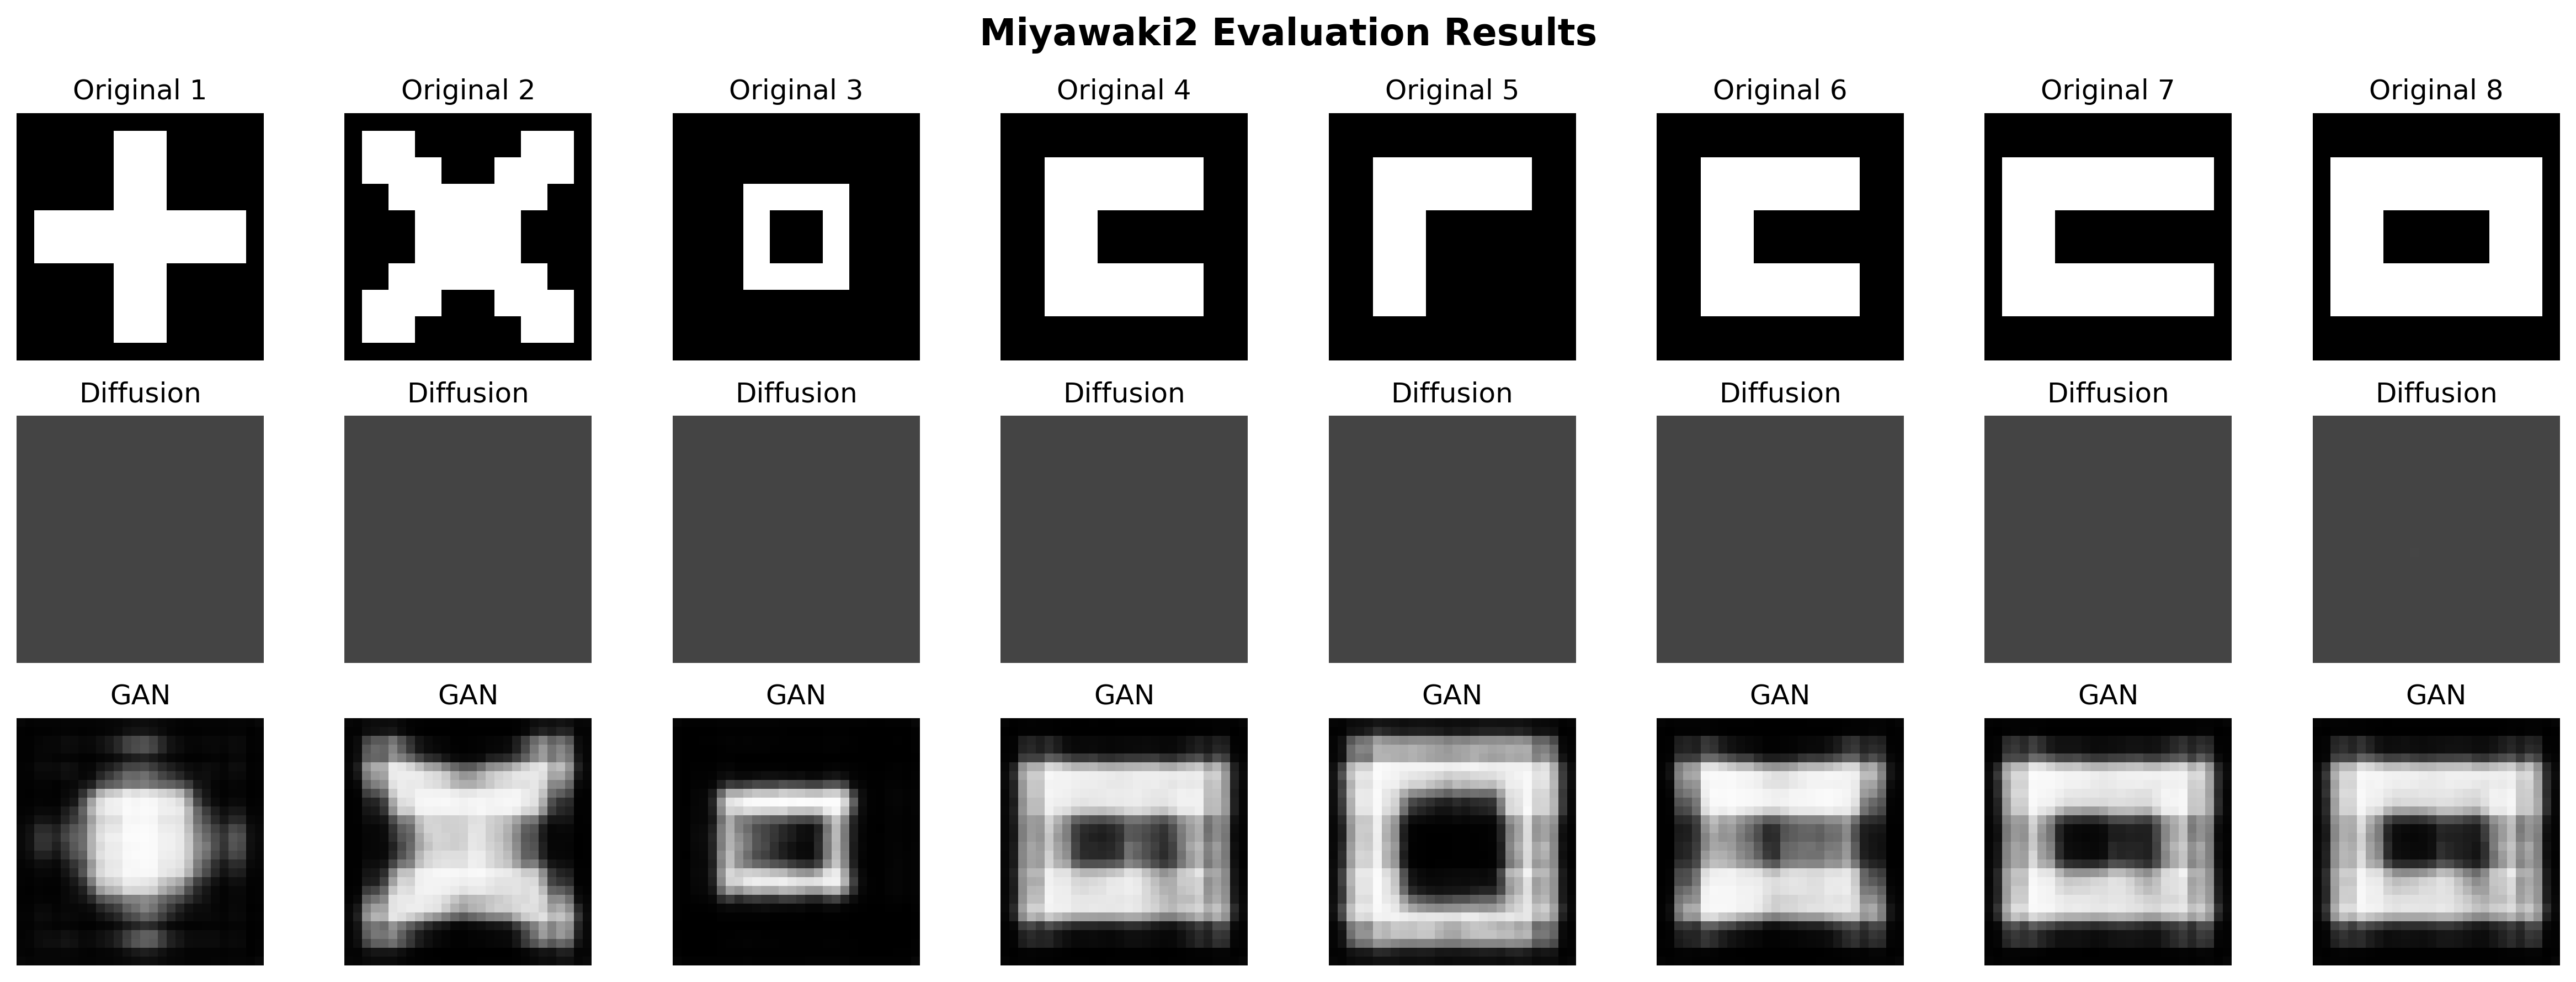 Miyawaki2 Evaluation Results
Original 1 Original 2 Original 3 Original 4 Original 5 Original 6 Original 7 Original 8
Diffusion Diffusion Diffusion Diffusion Diffusion Diffusion Diffusion Diffusion
GAN GAN GAN GAN GAN GAN GAN GAN